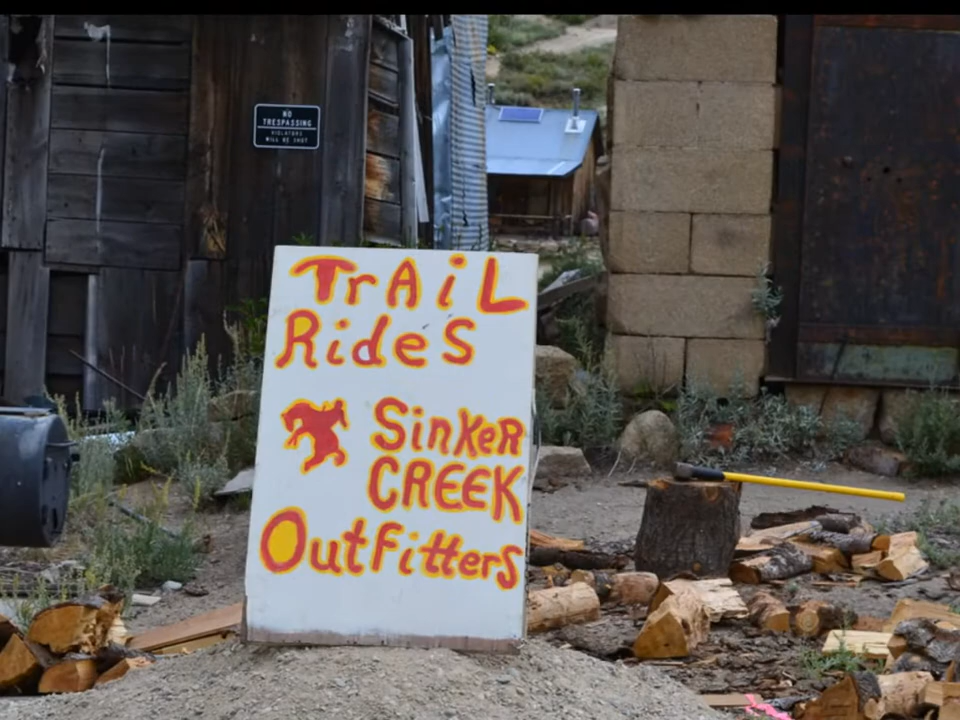 NO
TRESPASSING
VIOLATORS
WILL BE SHOT
TrAiL
RideS
SinKeR
CREEK
OutFitterS